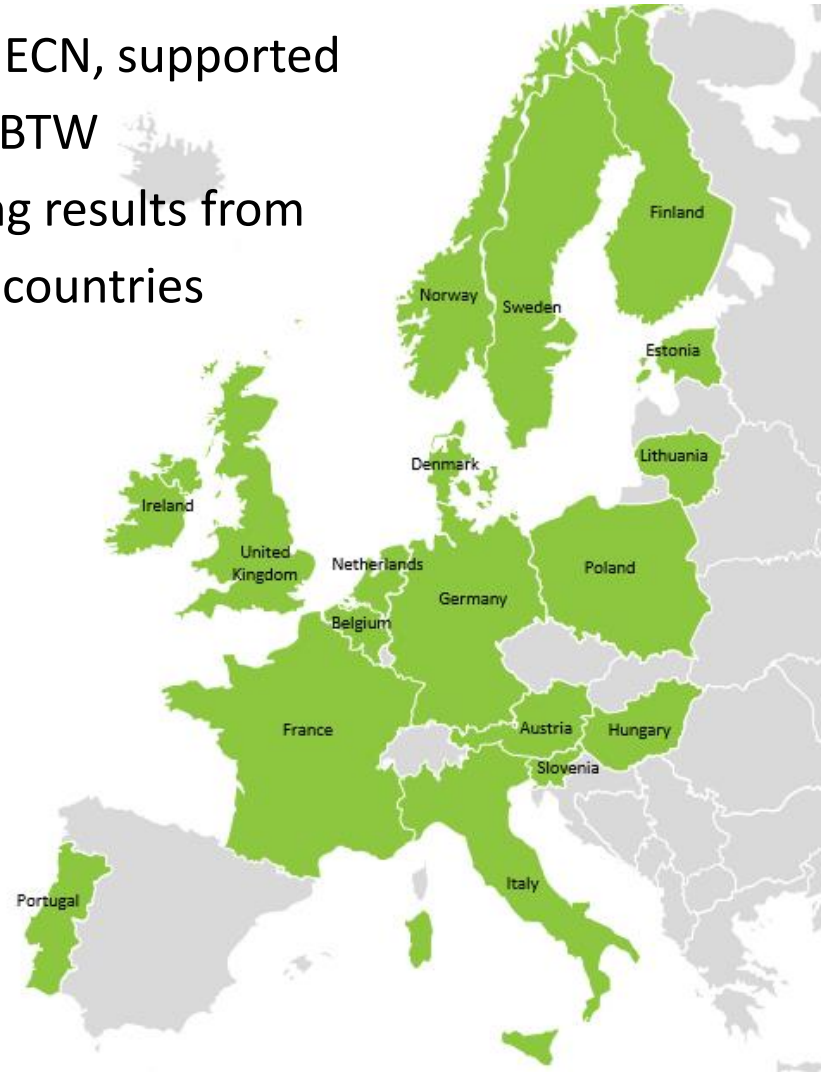 ECN, supported
BTW
ng results from
countries
Finland
Norway
Sweden
Estonia
Denmark
Lithuania
Ireland
United
Kingdom
Netherlands
Poland
Germany
Belgium
France
Austria
Hungary
Slovenia
Italy
Portugal